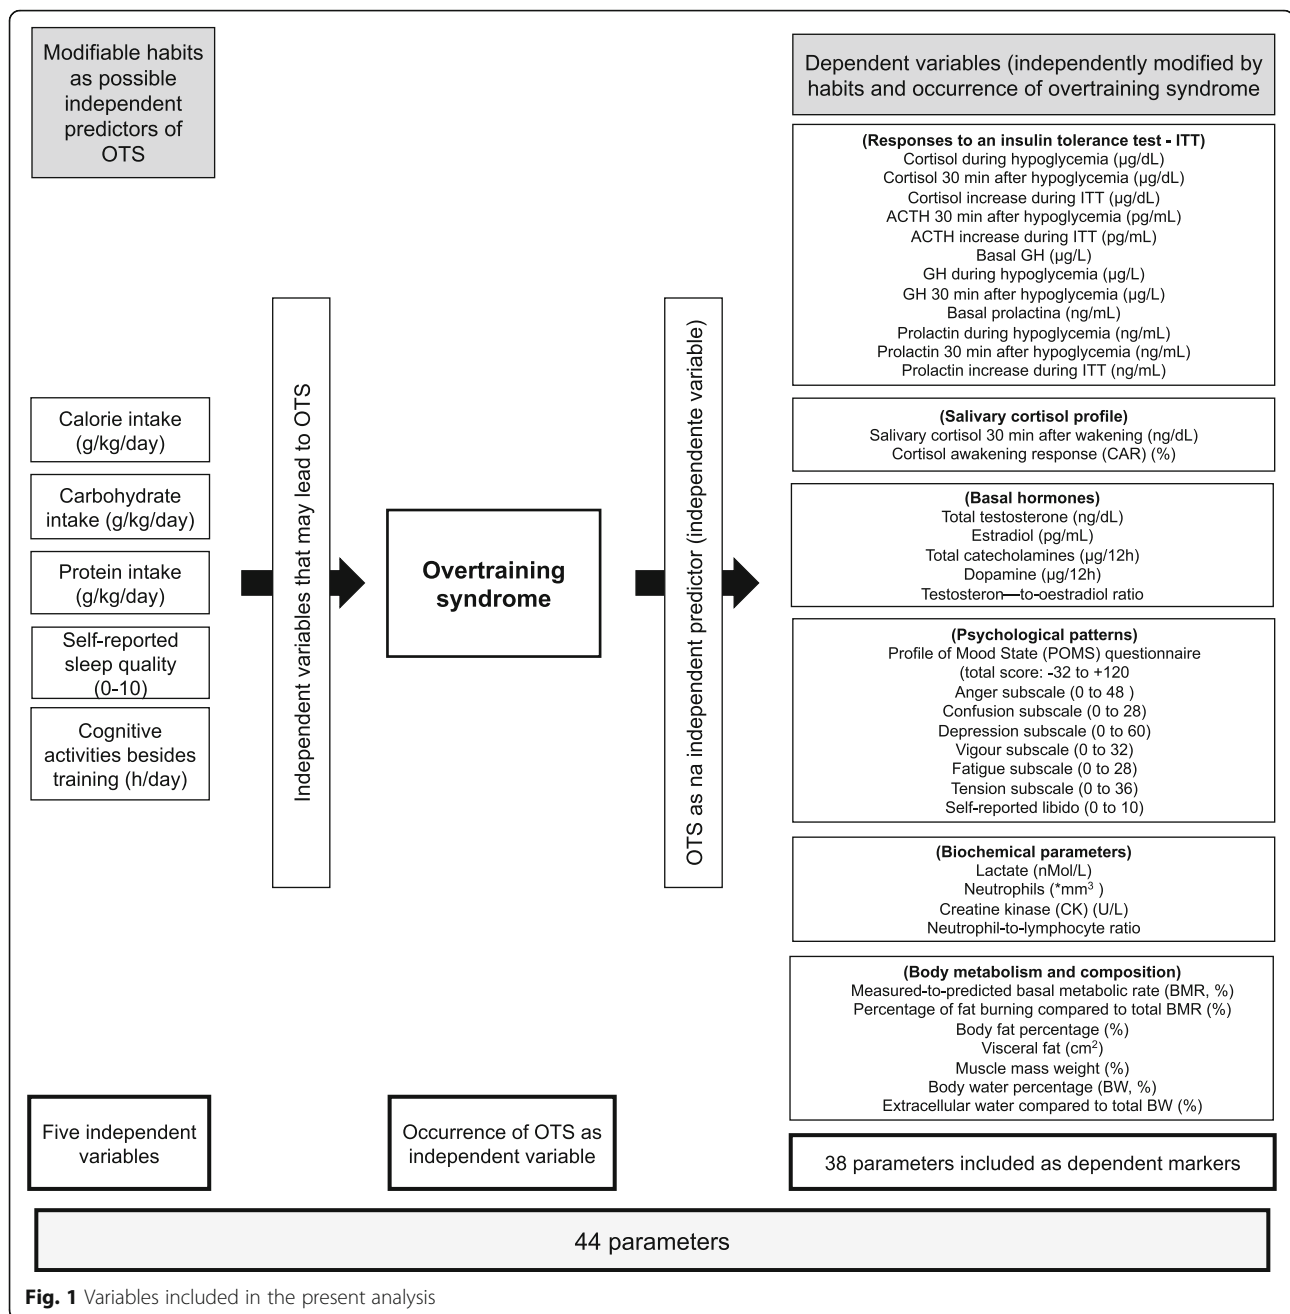 Modifiable habits
as possible
independent
predictors of
OTS
Calorie intake
(g/kg/day)
Carbohydrate
intake (g/kg/day)
Protein intake
(g/kg/day)
Self-reported
sleep quality
(0-10)
Cognitive
activities besides
training (h/day)
Five independent
variables
Independent variables that may lead to OTS
Overtraining
syndrome
Occurrence of OTS as
independent variable
OTS as na independent predictor (independente variable)
Dependent variables (independently modified by
habits and occurrence of overtraining syndrome
(Responses to an insulin tolerance test - ITT)
Cortisol during hypoglycemia (µg/dL)
Cortisol 30 min after hypoglycemia (µg/dL)
Cortisol increase during ITT (µg/dL)
ACTH 30 min after hypoglycemia (pg/mL)
ACTH increase during ITT (pg/mL)
Basal GH (µg/L)
GH during hypoglycemia (µg/L)
GH 30 min after hypoglycemia (µg/L)
Basal prolactina (ng/mL)
Prolactin during hypoglycemia (ng/mL)
Prolactin 30 min after hypoglycemia (ng/mL)
Prolactin increase during ITT (ng/mL)
(Salivary cortisol profile)
Salivary cortisol 30 min after wakening (ng/dL)
Cortisol awakening response (CAR) (%)
(Basal hormones)
Total testosterone (ng/dL)
Estradiol (pg/mL)
Total catecholamines (µg/12h)
Dopamine (µg/12h)
Testosteron—to-oestradiol ratio
(Psychological patterns)
Profile of Mood State (POMS) questionnaire
(total score: -32 to +120
Anger subscale (0 to 48 )
Confusion subscale (0 to 28)
Depression subscale (0 to 60)
Vigour subscale (0 to 32)
Fatigue subscale (0 to 28)
Tension subscale (0 to 36)
Self-reported libido (0 to 10)
(Biochemical parameters)
Lactate (nMol/L)
Neutrophils (*mm³ )
Creatine kinase (CK) (U/L)
Neutrophil-to-lymphocyte ratio
(Body metabolism and composition)
Measured-to-predicted basal metabolic rate (BMR, %)
Percentage of fat burning compared to total BMR (%)
Body fat percentage (%)
Visceral fat (cm²)
Muscle mass weight (%)
Body water percentage (BW, %)
Extracellular water compared to total BW (%)
38 parameters included as dependent markers
44 parameters
Fig. 1 Variables included in the present analysis